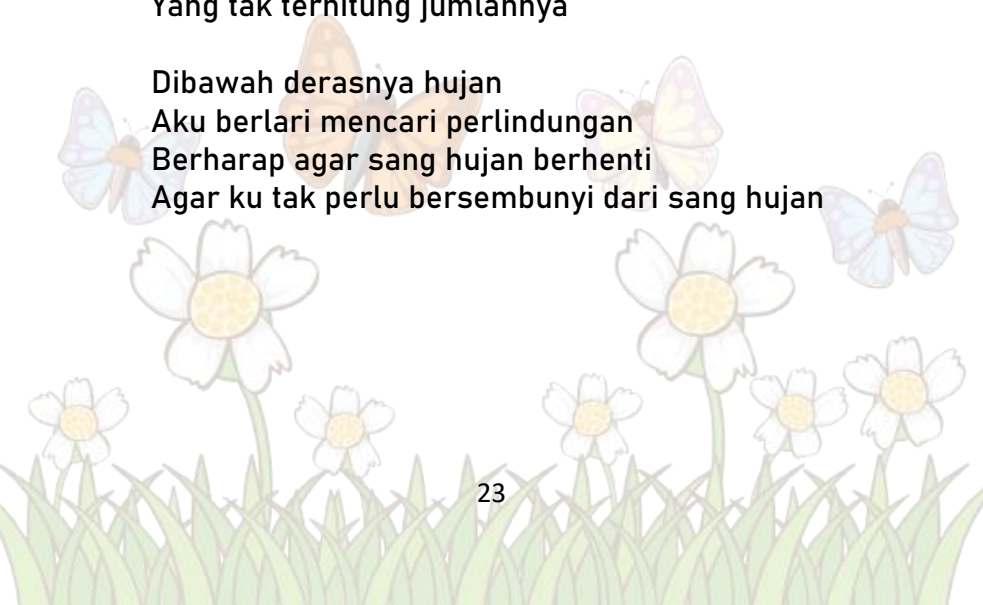 Yang tak terhitung jumlahnya
Dibawah derasnya hujan
Aku berlari mencari perlindungan
Berharap agar sang hujan berhenti
Agar ku tak perlu bersembunyi dari sang hujan
23